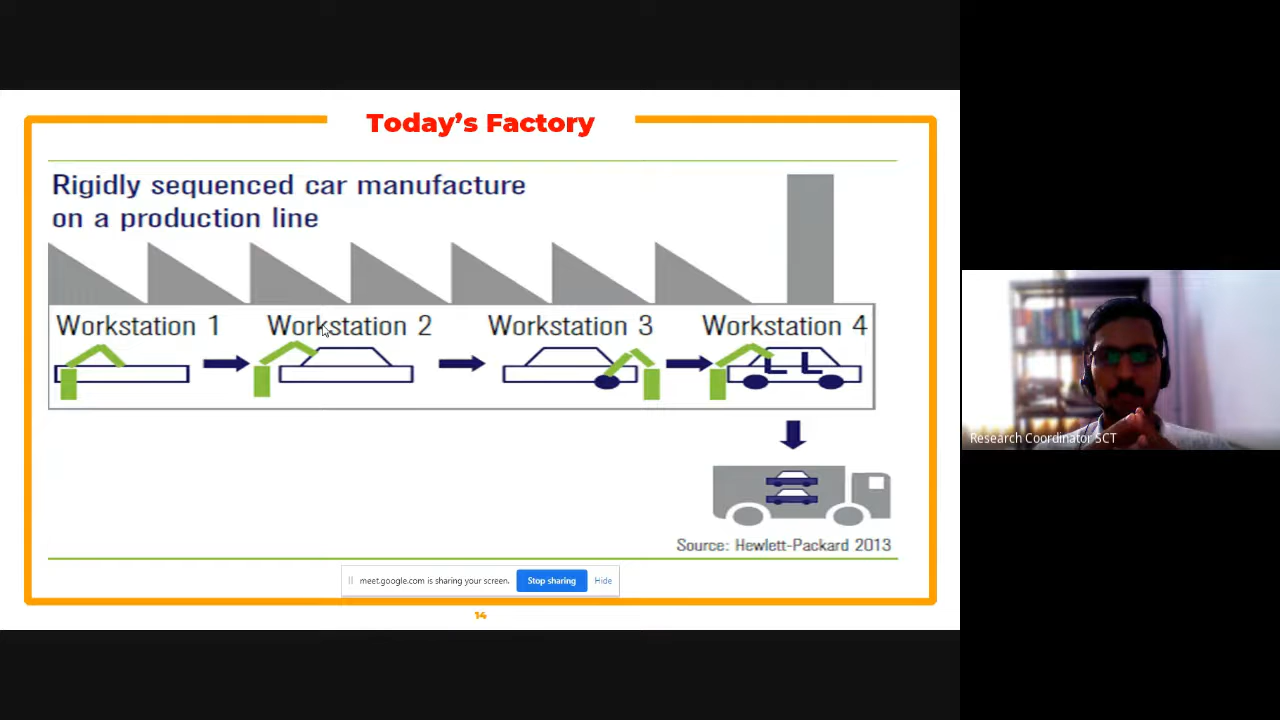 Today's Factory
Rigidly sequenced car manufacture
on a production line
Workstation 1
Workstation 2
Workstation 3
Workstation 4
Source: Hewlett-Packard 2013
meet.google.com is sharing your screen.
Stop sharing
Hide
14
Research Coordinator SCT